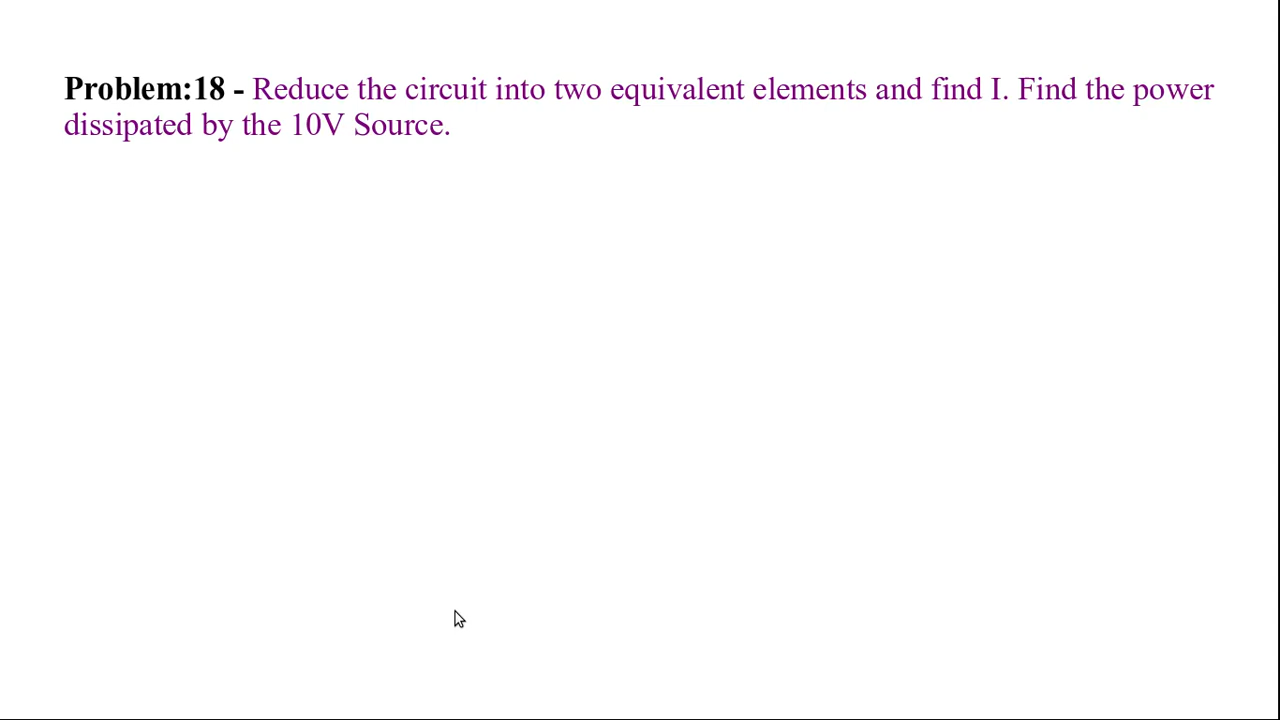 Problem:18 - Reduce the circuit into two equivalent elements and find I. Find the power
dissipated by the 10V Source.